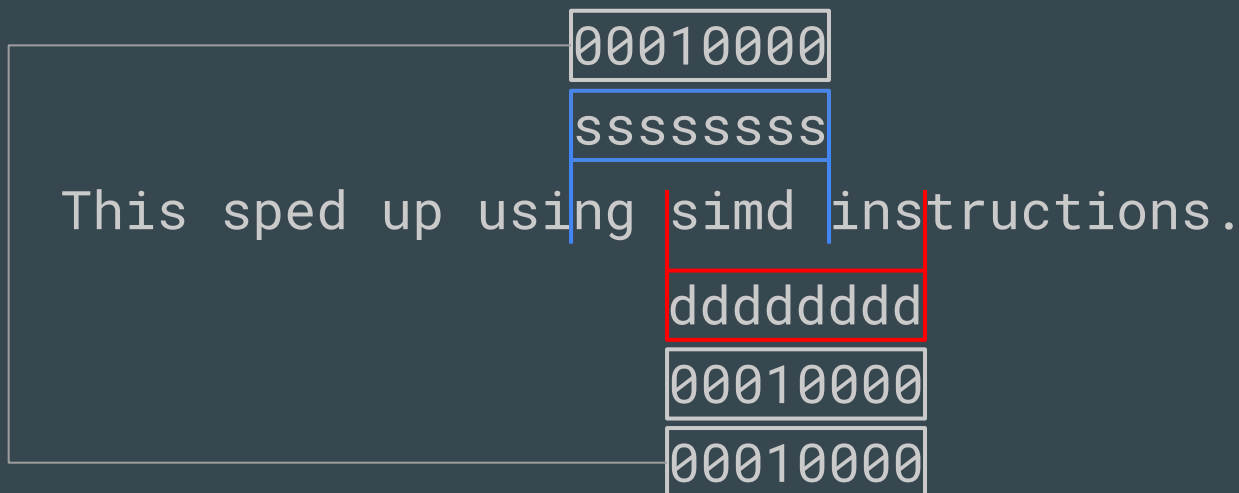 00010000
ssssssss
This sped up using simd instructions.
dddddddd
00010000
00010000